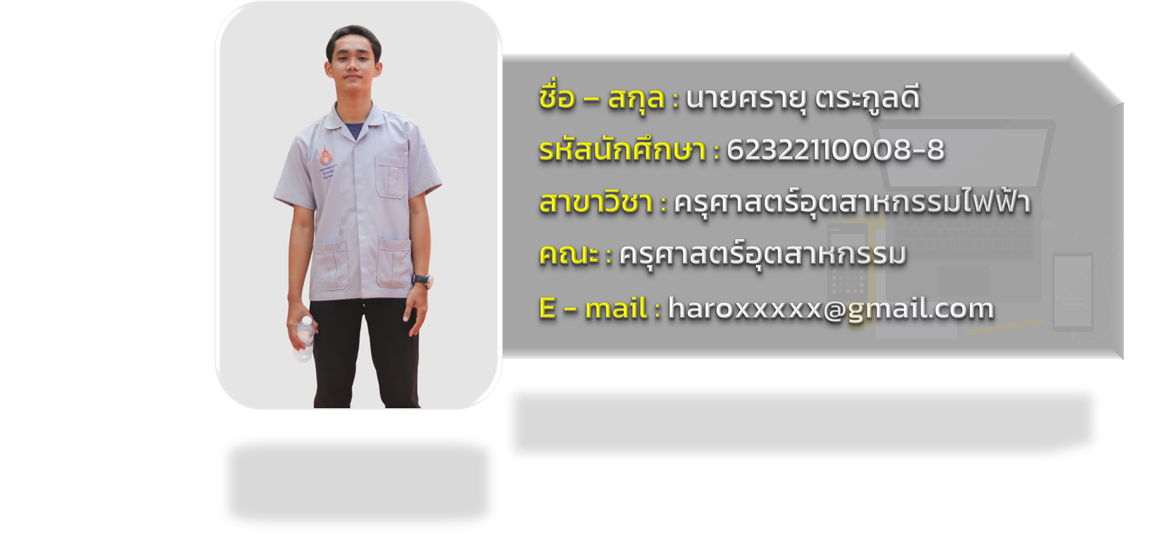 ชื่อ – สกุล : นายศรายุ ตระกูลดี
รหัสนักศึกษา : 62322110008-8
สาขาวิชา : ครุศาสตร์อุตสาหกรรมไฟฟ้า
คณะ : ครุศาสตร์อุตสาหกรรม
E - mail : haroxxxxx@gmail.com